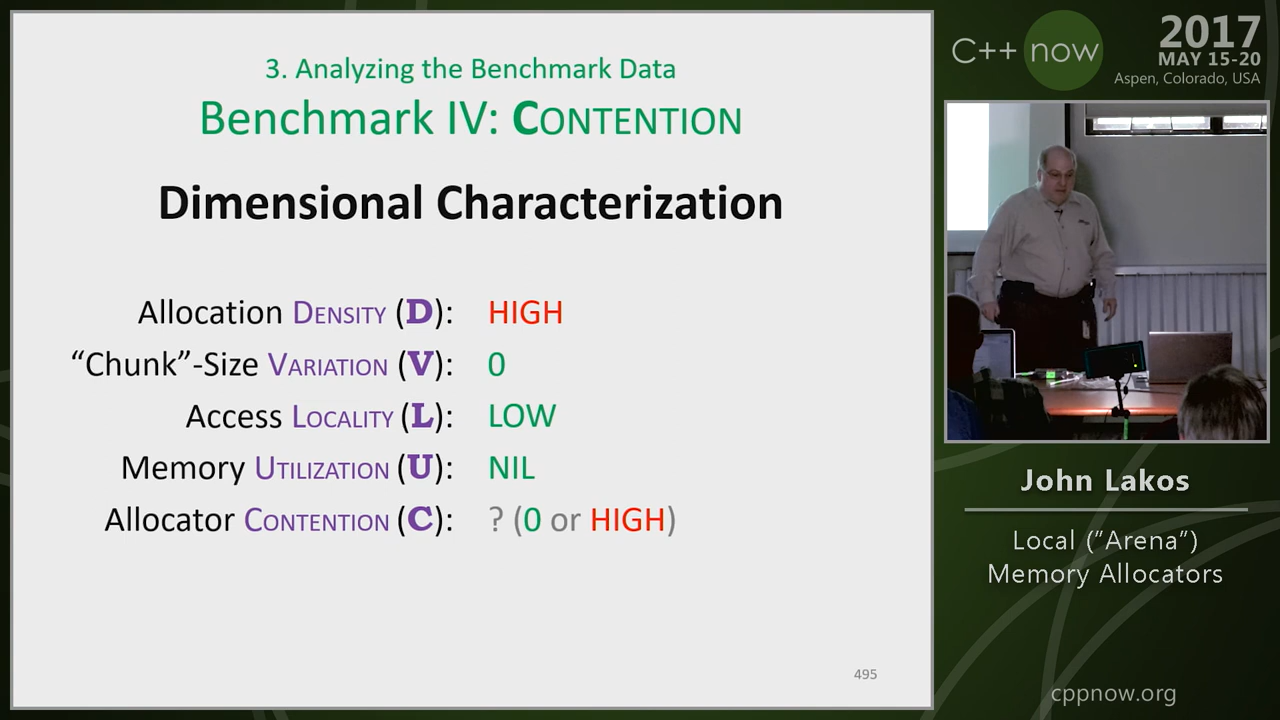 3. Analyzing the Benchmark Data
Benchmark IV: CONTENTION
Dimensional Characterization
Allocation DENSITY (D): HIGH
“Chunk”-Size VARIATION (V): 0
Access LOCALITY (L): LOW
Memory UTILIZATION (U): NIL
Allocator CONTENTION (C): ? (0 or HIGH)
495
C++ now
2017
MAY 15-20
Aspen, Colorado, USA
John Lakos
Local (“Arena”)
Memory Allocators
cppnow.org